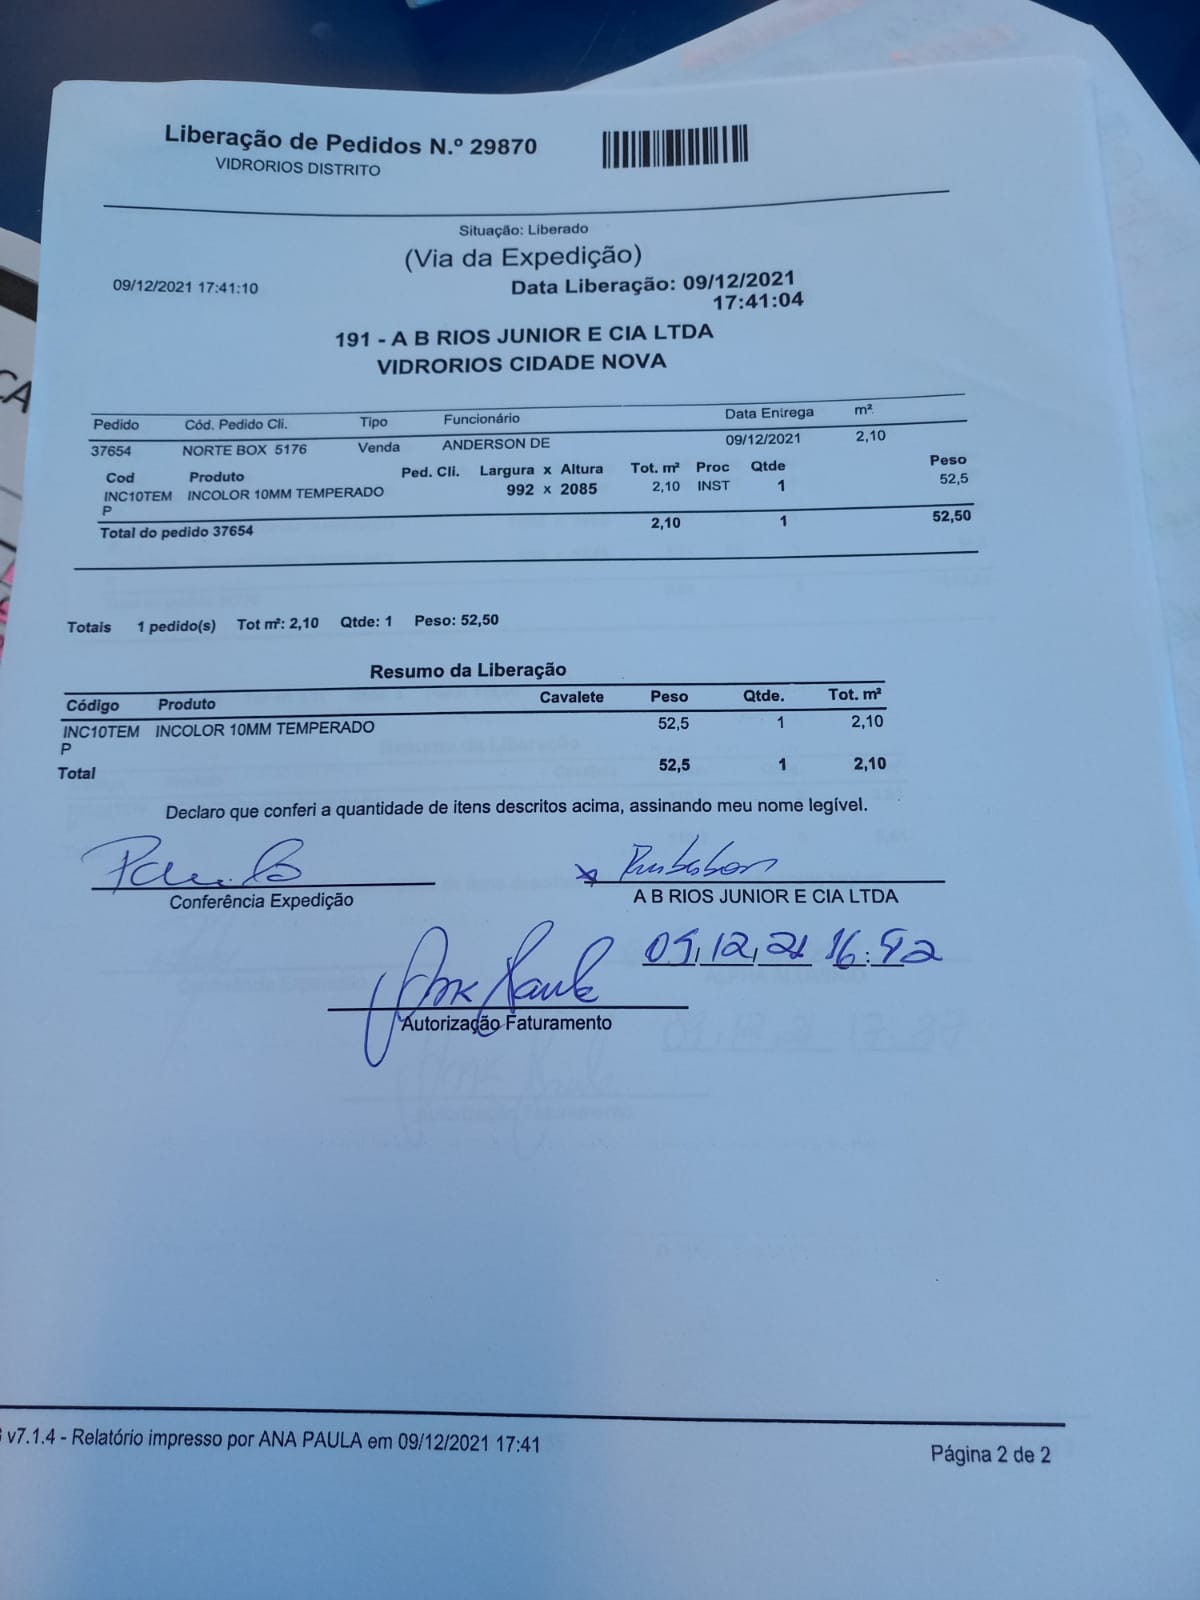 Liberação de Pedidos N.º 29870
VIDRORIOS DISTRITO
Situação: Liberado
(Via da Expedição)
09/12/2021 17:41:10
Data Liberação: 09/12/2021
17:41:04
191 - A B RIOS JUNIOR E CIA LTDA
VIDRORIOS CIDADE NOVA
Pedido Cód. Pedido Cli. Tipo Funcionário Data Entrega m²
37654 NORTE BOX 5176 Venda ANDERSON DE 09/12/2021 2,10
Cod Produto Ped. Cli. Largura x Altura Tot. m² Proc Qtde Peso
INC10TEM INCOLOR 10MM TEMPERADO 992 x 2085 2,10 INST 1 52,5
P
Total do pedido 37654 2,10 1 52,50
Totais 1 pedido(s) Tot m²: 2,10 Qtde: 1 Peso: 52,50
Resumo da Liberação
Código Produto Cavalete Peso Qtde. Tot. m²
INC10TEM INCOLOR 10MM TEMPERADO 52,5 1 2,10
P
Total 52,5 1 2,10
Declaro que conferi a quantidade de itens descritos acima, assinando meu nome legível.
Paulo
Conferência Expedição
A B RIOS JUNIOR E CIA LTDA
09,12,21
Ana Paula
Autorização Faturamento
v7.1.4 - Relatório impresso por ANA PAULA em 09/12/2021 17:41
Página 2 de 2